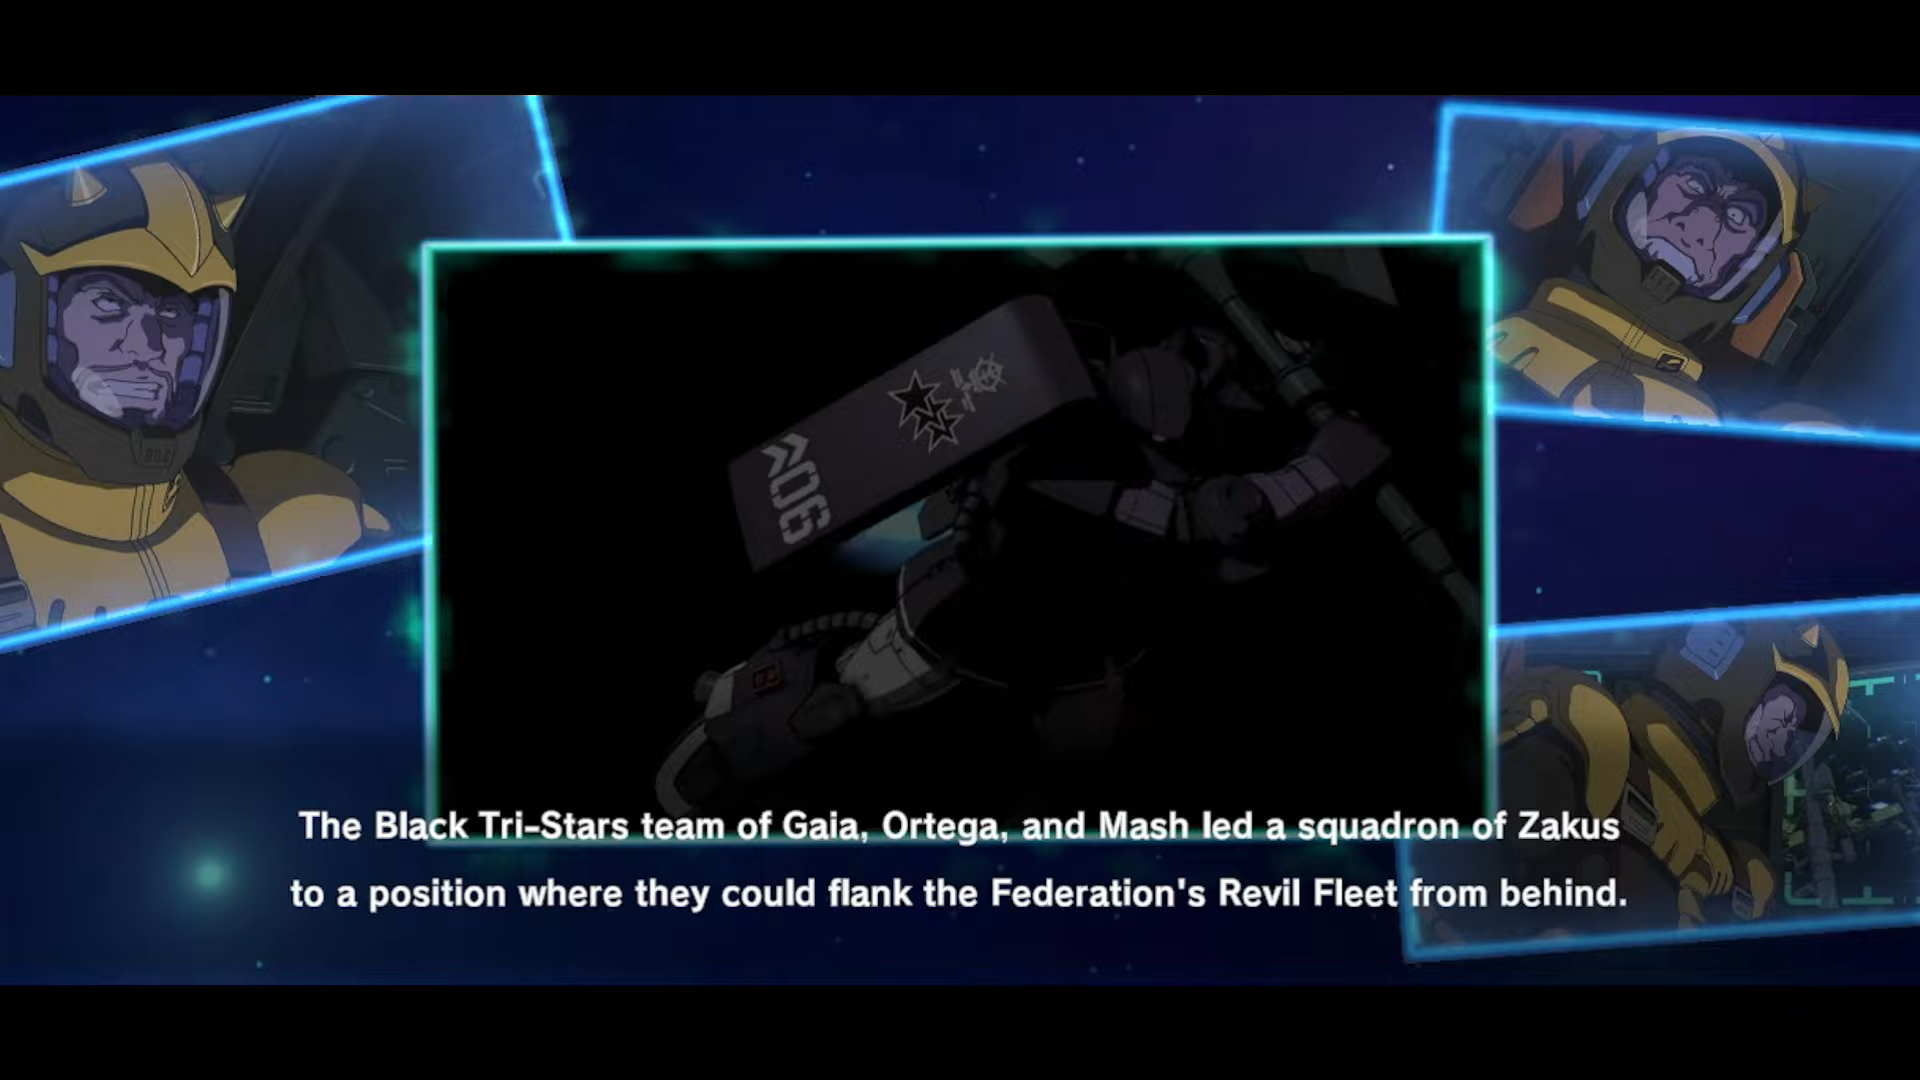 06
The Black Tri-Stars team of Gaia, Ortega, and Mash led a squadron of Zakus
to a position where they could flank the Federation's Revil Fleet from behind.